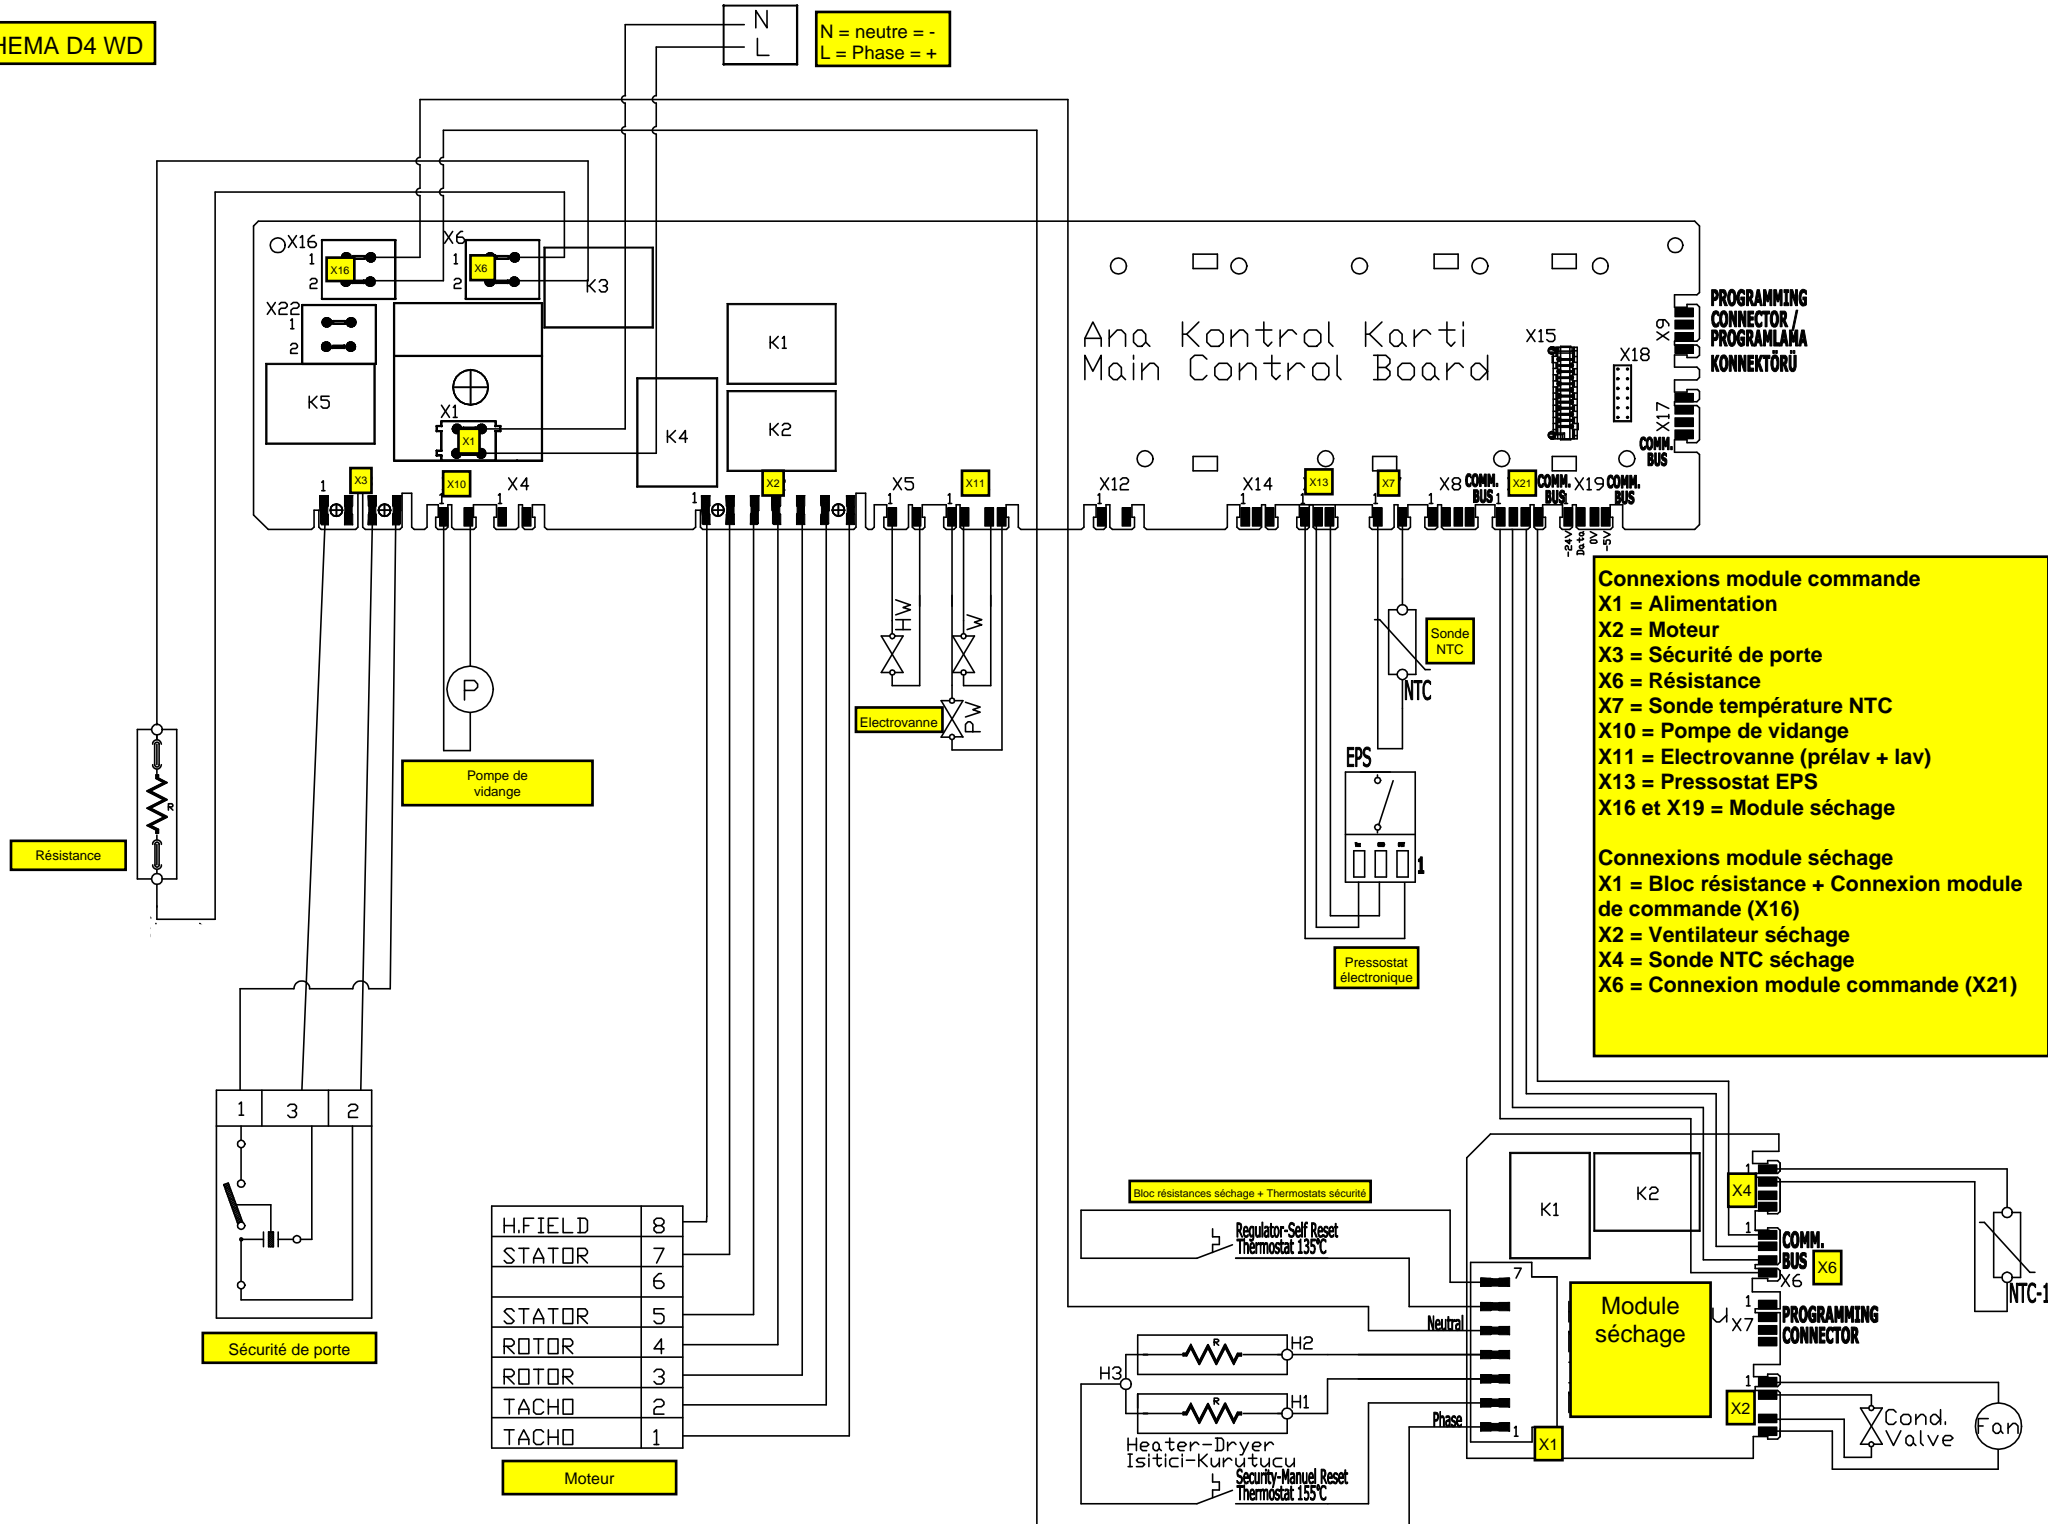 HEMA D4 WD
N
L
N = neutre = -
L = Phase = +
X16
1
2
X16
X6
1
2
X6
K3
X22
1
2
K5
X1
X1
K4
K1
K2
Ana Kontrol Karti
Main Control Board
X15
X18
X9
PROGRAMMING
CONNECTOR /
PROGRAMLAMA
KONNEKTÖRÜ
X17
COMM.
BUS
1
X3
X10
1
X4
1
1
X2
X5
1
X11
1
X12
1
X14
1
X13
1
X7
1
X8
1
COMM.
BUS
X21
1
COMM.
BUS
X19
1
COMM.
BUS
-24V
Data
0V
-5V
HW
W
PW
Electrovanne
P
Pompe de
vidange
Sonde
NTC
NTC
EPS
1
Pressostat
électronique
R
Résistance
Connexions module commande
X1 = Alimentation
X2 = Moteur
X3 = Sécurité de porte
X6 = Résistance
X7 = Sonde température NTC
X10 = Pompe de vidange
X11 = Electrovanne (prélav + lav)
X13 = Pressostat EPS
X16 et X19 = Module séchage
Connexions module séchage
X1 = Bloc résistance + Connexion module
de commande (X16)
X2 = Ventilateur séchage
X4 = Sonde NTC séchage
X6 = Connexion module commande (X21)
1 3 2
Sécurité de porte
H.FIELD 8
STATOR 7
6
STATOR 5
ROTOR 4
ROTOR 3
TACHO 2
TACHO 1
Moteur
Bloc résistances séchage + Thermostats sécurité
Regulator-Self Reset
Thermostat 135°C
Neutral
H3
R
H2
R
H1
Phase
Heater-Dryer
Isitici-Kurutucu
Security-Manuel Reset
Thermostat 155°C
7
1
X1
K1
K2
Module
séchage
u
X4
1
1
COMM.
BUS
X6
X6
1
X7
PROGRAMMING
CONNECTOR
1
X2
Cond.
Valve
Fan
NTC-1